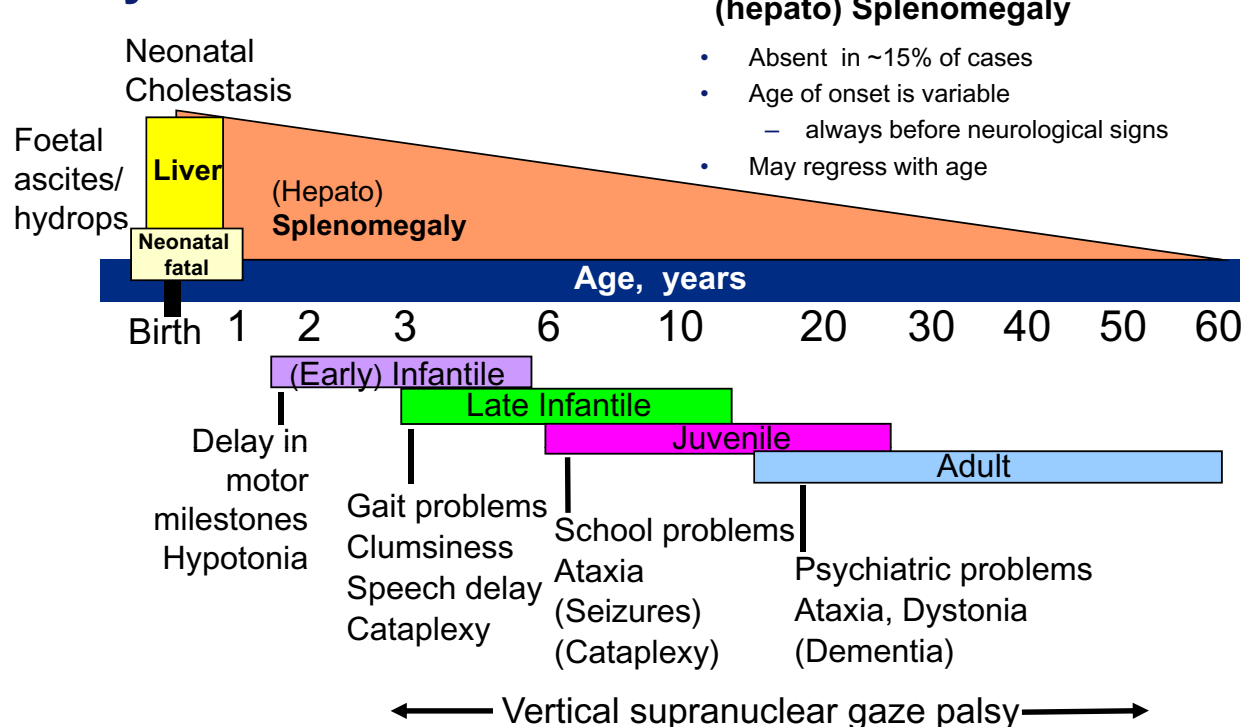 (hepato) Splenomegaly
• Absent in ~15% of cases
• Age of onset is variable
– always before neurological signs
• May regress with age
Neonatal
Cholestasis
Foetal
ascites/
hydrops
Liver
(Hepato)
Splenomegaly
Neonatal
fatal
Age, years
Birth 1 2 3 6 10 20 30 40 50 60
(Early) Infantile
Late Infantile
Juvenile
Adult
Delay in
motor
milestones
Hypotonia
Gait problems
Clumsiness
Speech delay
Cataplexy
School problems
Ataxia
(Seizures)
(Cataplexy)
Psychiatric problems
Ataxia, Dystonia
(Dementia)
Vertical supranuclear gaze palsy